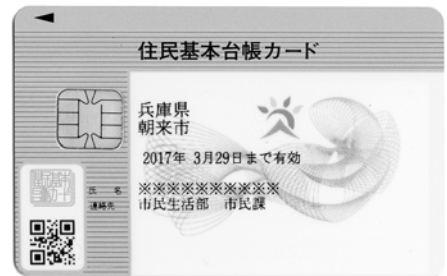 住民基本台帳カード
兵庫県
朝来市
2017年 3月29日まで有効
氏 名
※※※※※※※※※※
連絡先
市民生活部 市民課